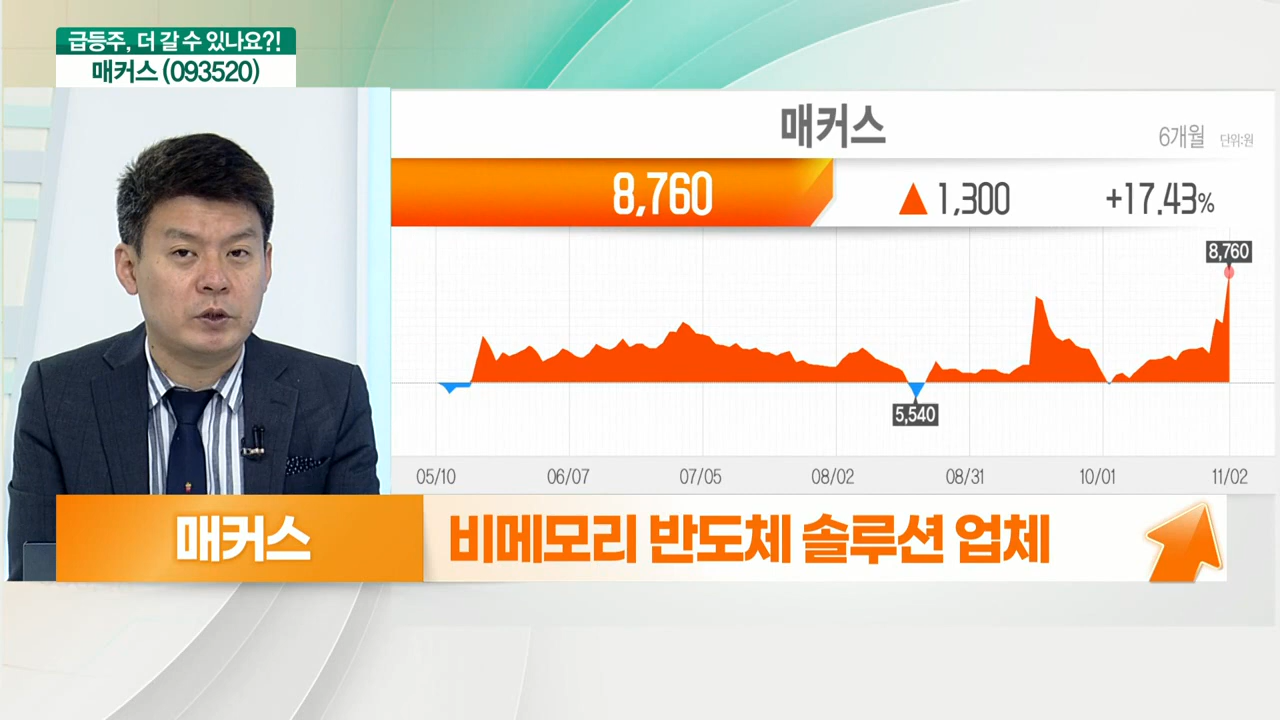 급등주, 더 갈 수 있나요?!
매커스 (093520)
매커스
6개월 단위:원
8,760 ▲ 1,300 +17.43%
8,760
5,540
05/10 06/07 07/05 08/02 08/31 10/01 11/02
매커스 비메모리 반도체 솔루션 업체